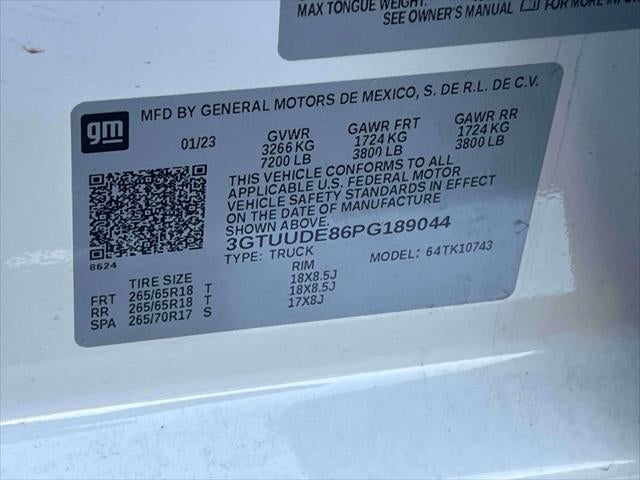 MAX TONGUE WEIGHT:
SEE OWNER'S MANUAL FOR MORE
MFD BY GENERAL MOTORS DE MEXICO, S. DE R.L. DE C.V.
gm
01/23 GVWR GAWR FRT GAWR RR
3266 KG 1724 KG 1724 KG
7200 LB 3800 LB 3800 LB
THIS VEHICLE CONFORMS TO ALL
APPLICABLE U.S. FEDERAL MOTOR
VEHICLE SAFETY STANDARDS IN EFFECT
ON THE DATE OF MANUFACTURE
3GTUUDE86PG189044
TYPE: TRUCK MODEL: 64TK10743
8624
TIRE SIZE RIM
FRT 265/65R18 T 18X8.5J
RR 265/65R18 T 18X8.5J
SPA 265/70R17 S 17X8J